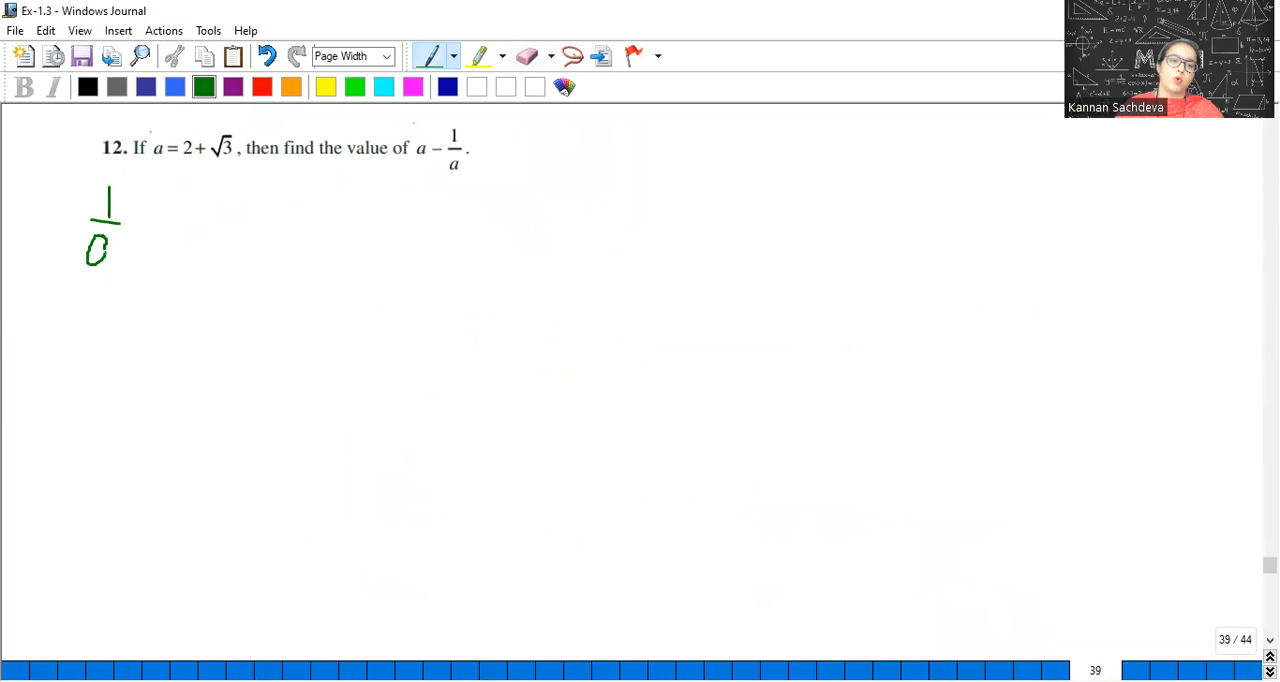 Ex-1.3 - Windows Journal
File Edit View Insert Actions Tools Help
Page Width
B I
Kannan Sachdeva
12. If a = 2 + √3, then find the value of a − 1/a.
1
0
39 / 44
39